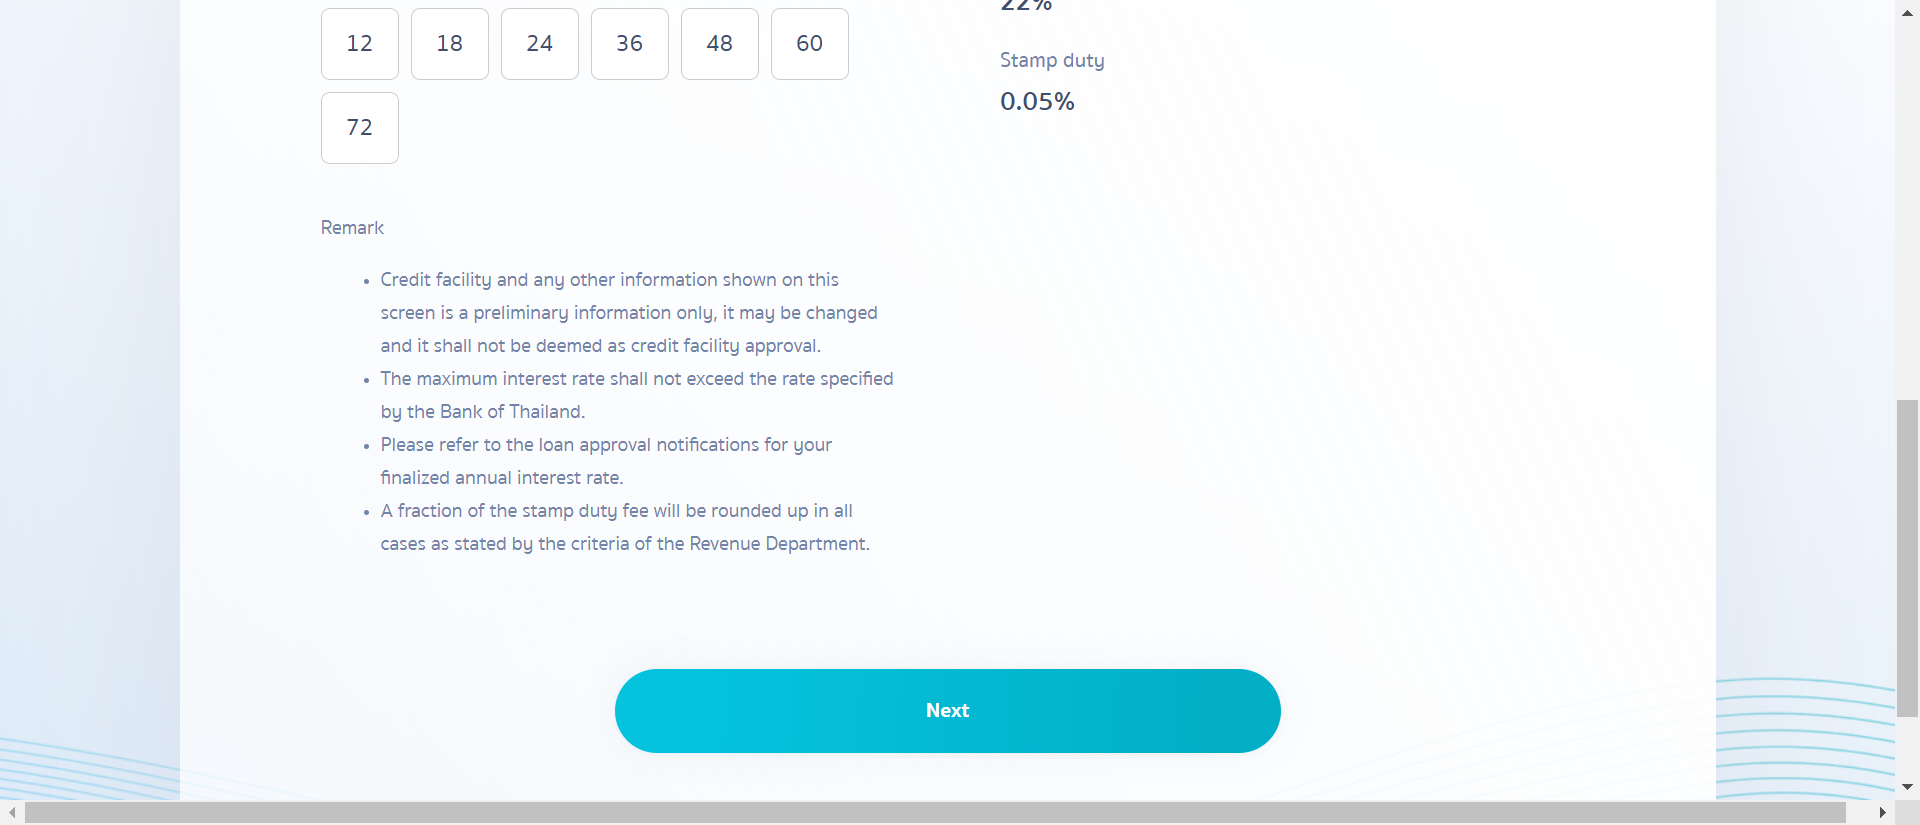 12 18 24 36 48 60
72
Remark
• Credit facility and any other information shown on this
screen is a preliminary information only, it may be changed
and it shall not be deemed as credit facility approval.
• The maximum interest rate shall not exceed the rate specified
by the Bank of Thailand.
• Please refer to the loan approval notifications for your
finalized annual interest rate.
• A fraction of the stamp duty fee will be rounded up in all
cases as stated by the criteria of the Revenue Department.
22%
Stamp duty
0.05%
Next